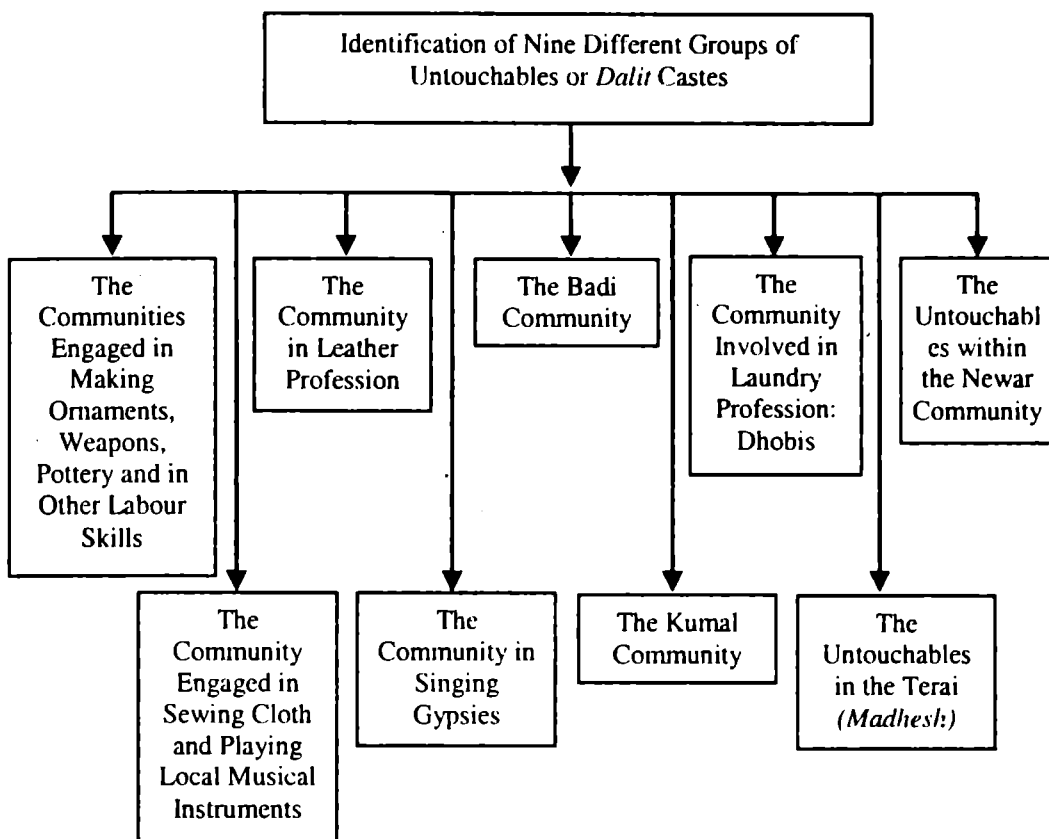 Identification of Nine Different Groups of
Untouchables or Dalit Castes
The
Communities
Engaged in
Making
Ornaments,
Weapons,
Pottery and in
Other Labour
Skills
The
Community
in Leather
Profession
The Badi
Community
The
Community
Involved in
Laundry
Profession:
Dhobis
The
Untouchabl
es within
the Newar
Community
The
Community
Engaged in
Sewing Cloth
and Playing
Local Musical
Instruments
The
Community in
Singing
Gypsies
The Kumal
Community
The
Untouchables
in the Terai
(Madhesh)